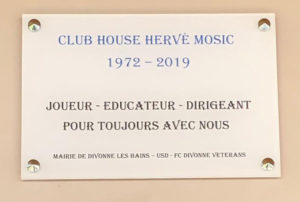 CLUB HOUSE HERVÉ MOSIC
1972 – 2019
JOUEUR - EDUCATEUR - DIRIGEANT
POUR TOUJOURS AVEC NOUS
MAIRIE DE DIVONNE LES BAINS – USD - FC DIVONNE VETERANS